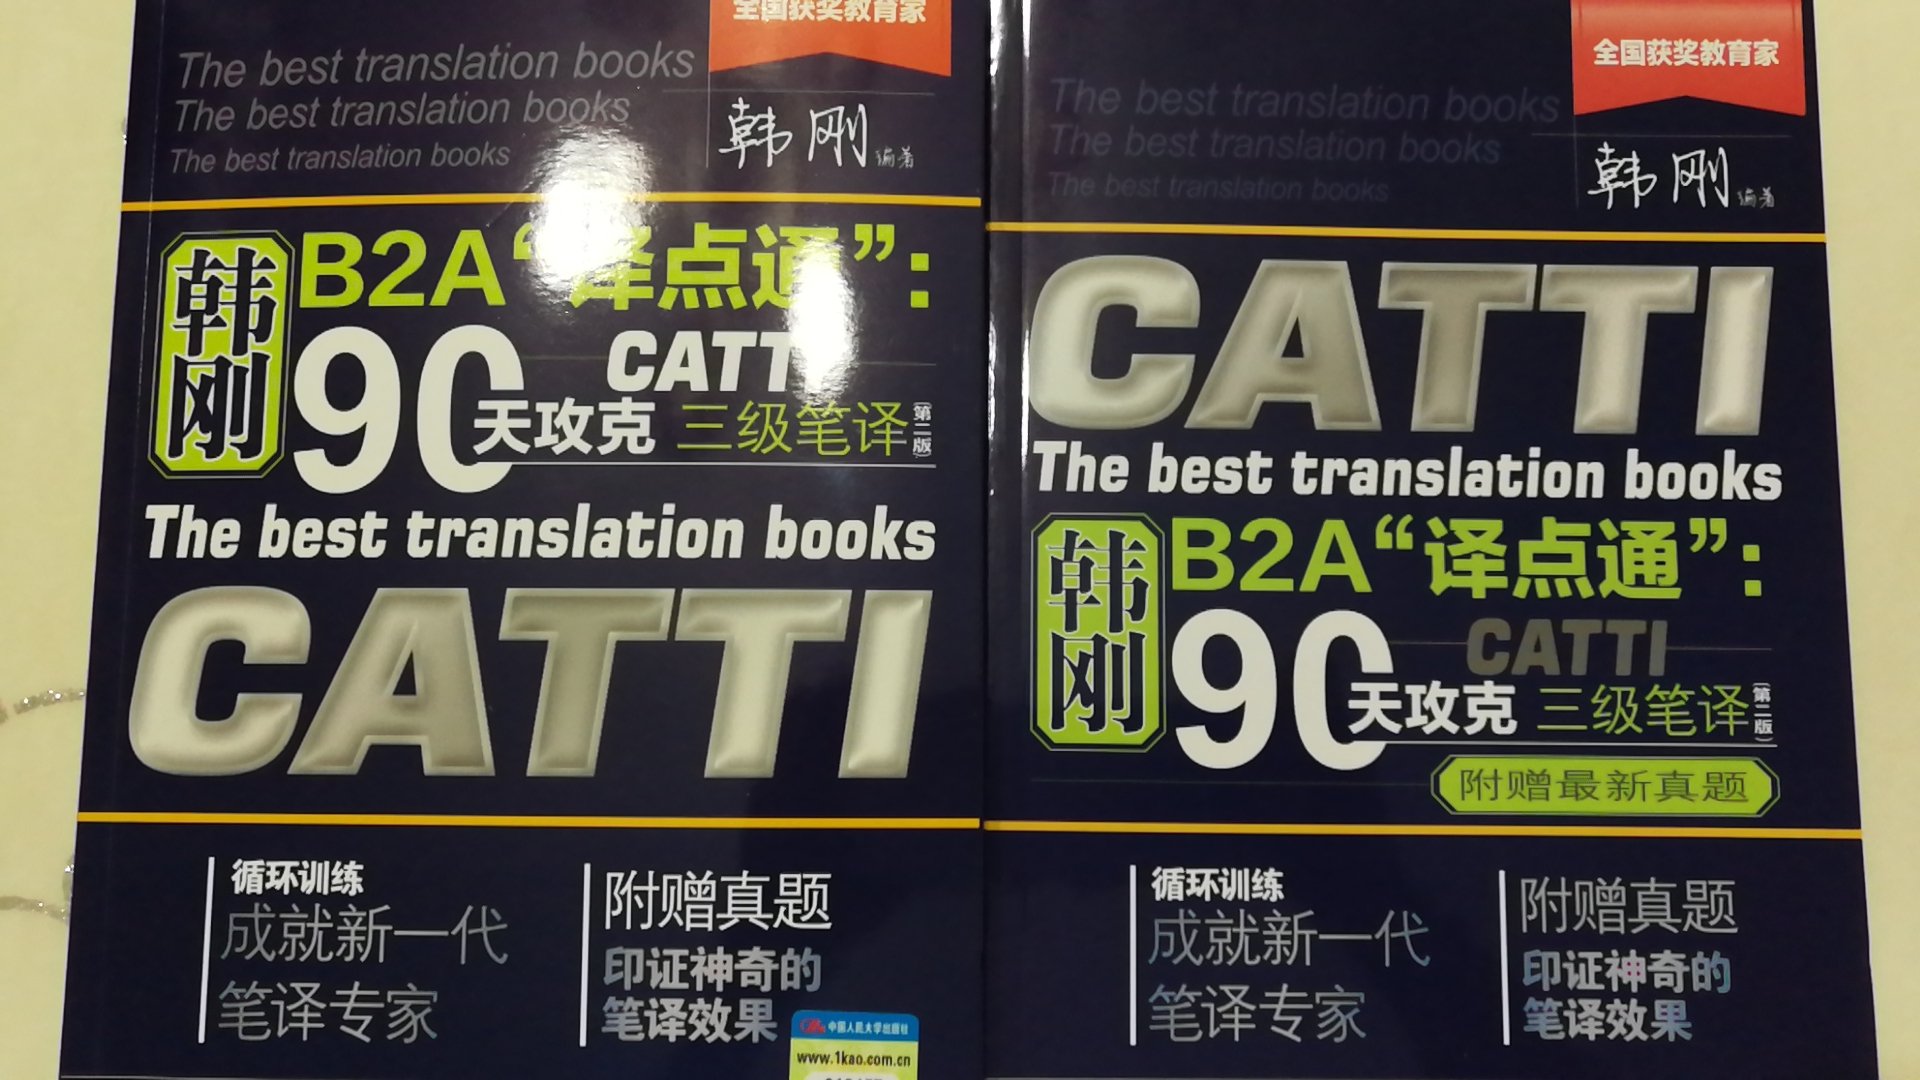 全国获奖教育家
The best translation books
The best translation books
The best translation books
韩刚 编著
韩刚
B2A“译点通”:
CATTI
90天攻克 三级笔译
第二版
The best translation books
CATTI
循环训练
成就新一代
笔译专家
附赠真题
印证神奇的
笔译效果
中国人民大学出版社
www.1kao.com.cn
全国获奖教育家
The best translation books
The best translation books
The best translation books
韩刚 编著
CATTI
The best translation books
韩刚
B2A“译点通”:
CATTI
90天攻克 三级笔译
(第二版)
附赠最新真题
循环训练
成就新一代
笔译专家
附赠真题
印证神奇的
笔译效果